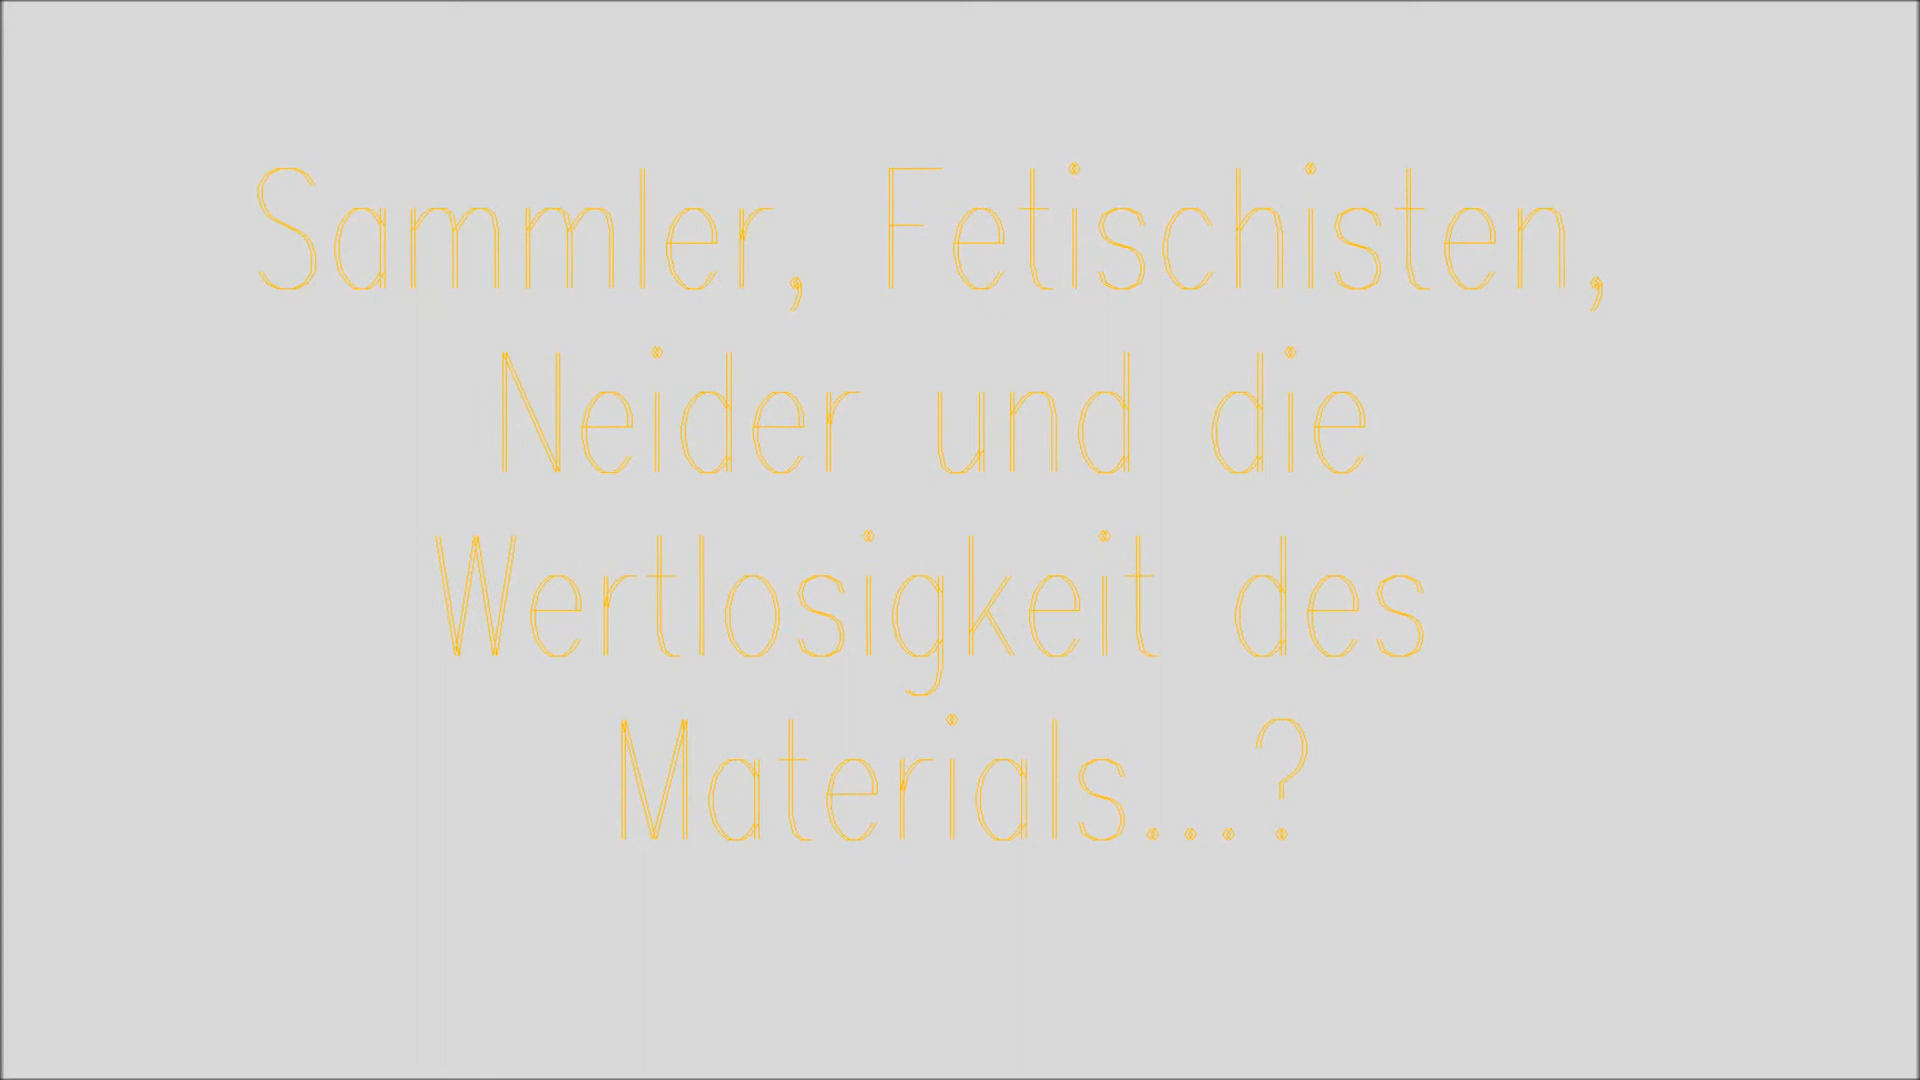 Sammler, Fetischisten,
Neider und die
Wertlosigkeit des
Materials...?